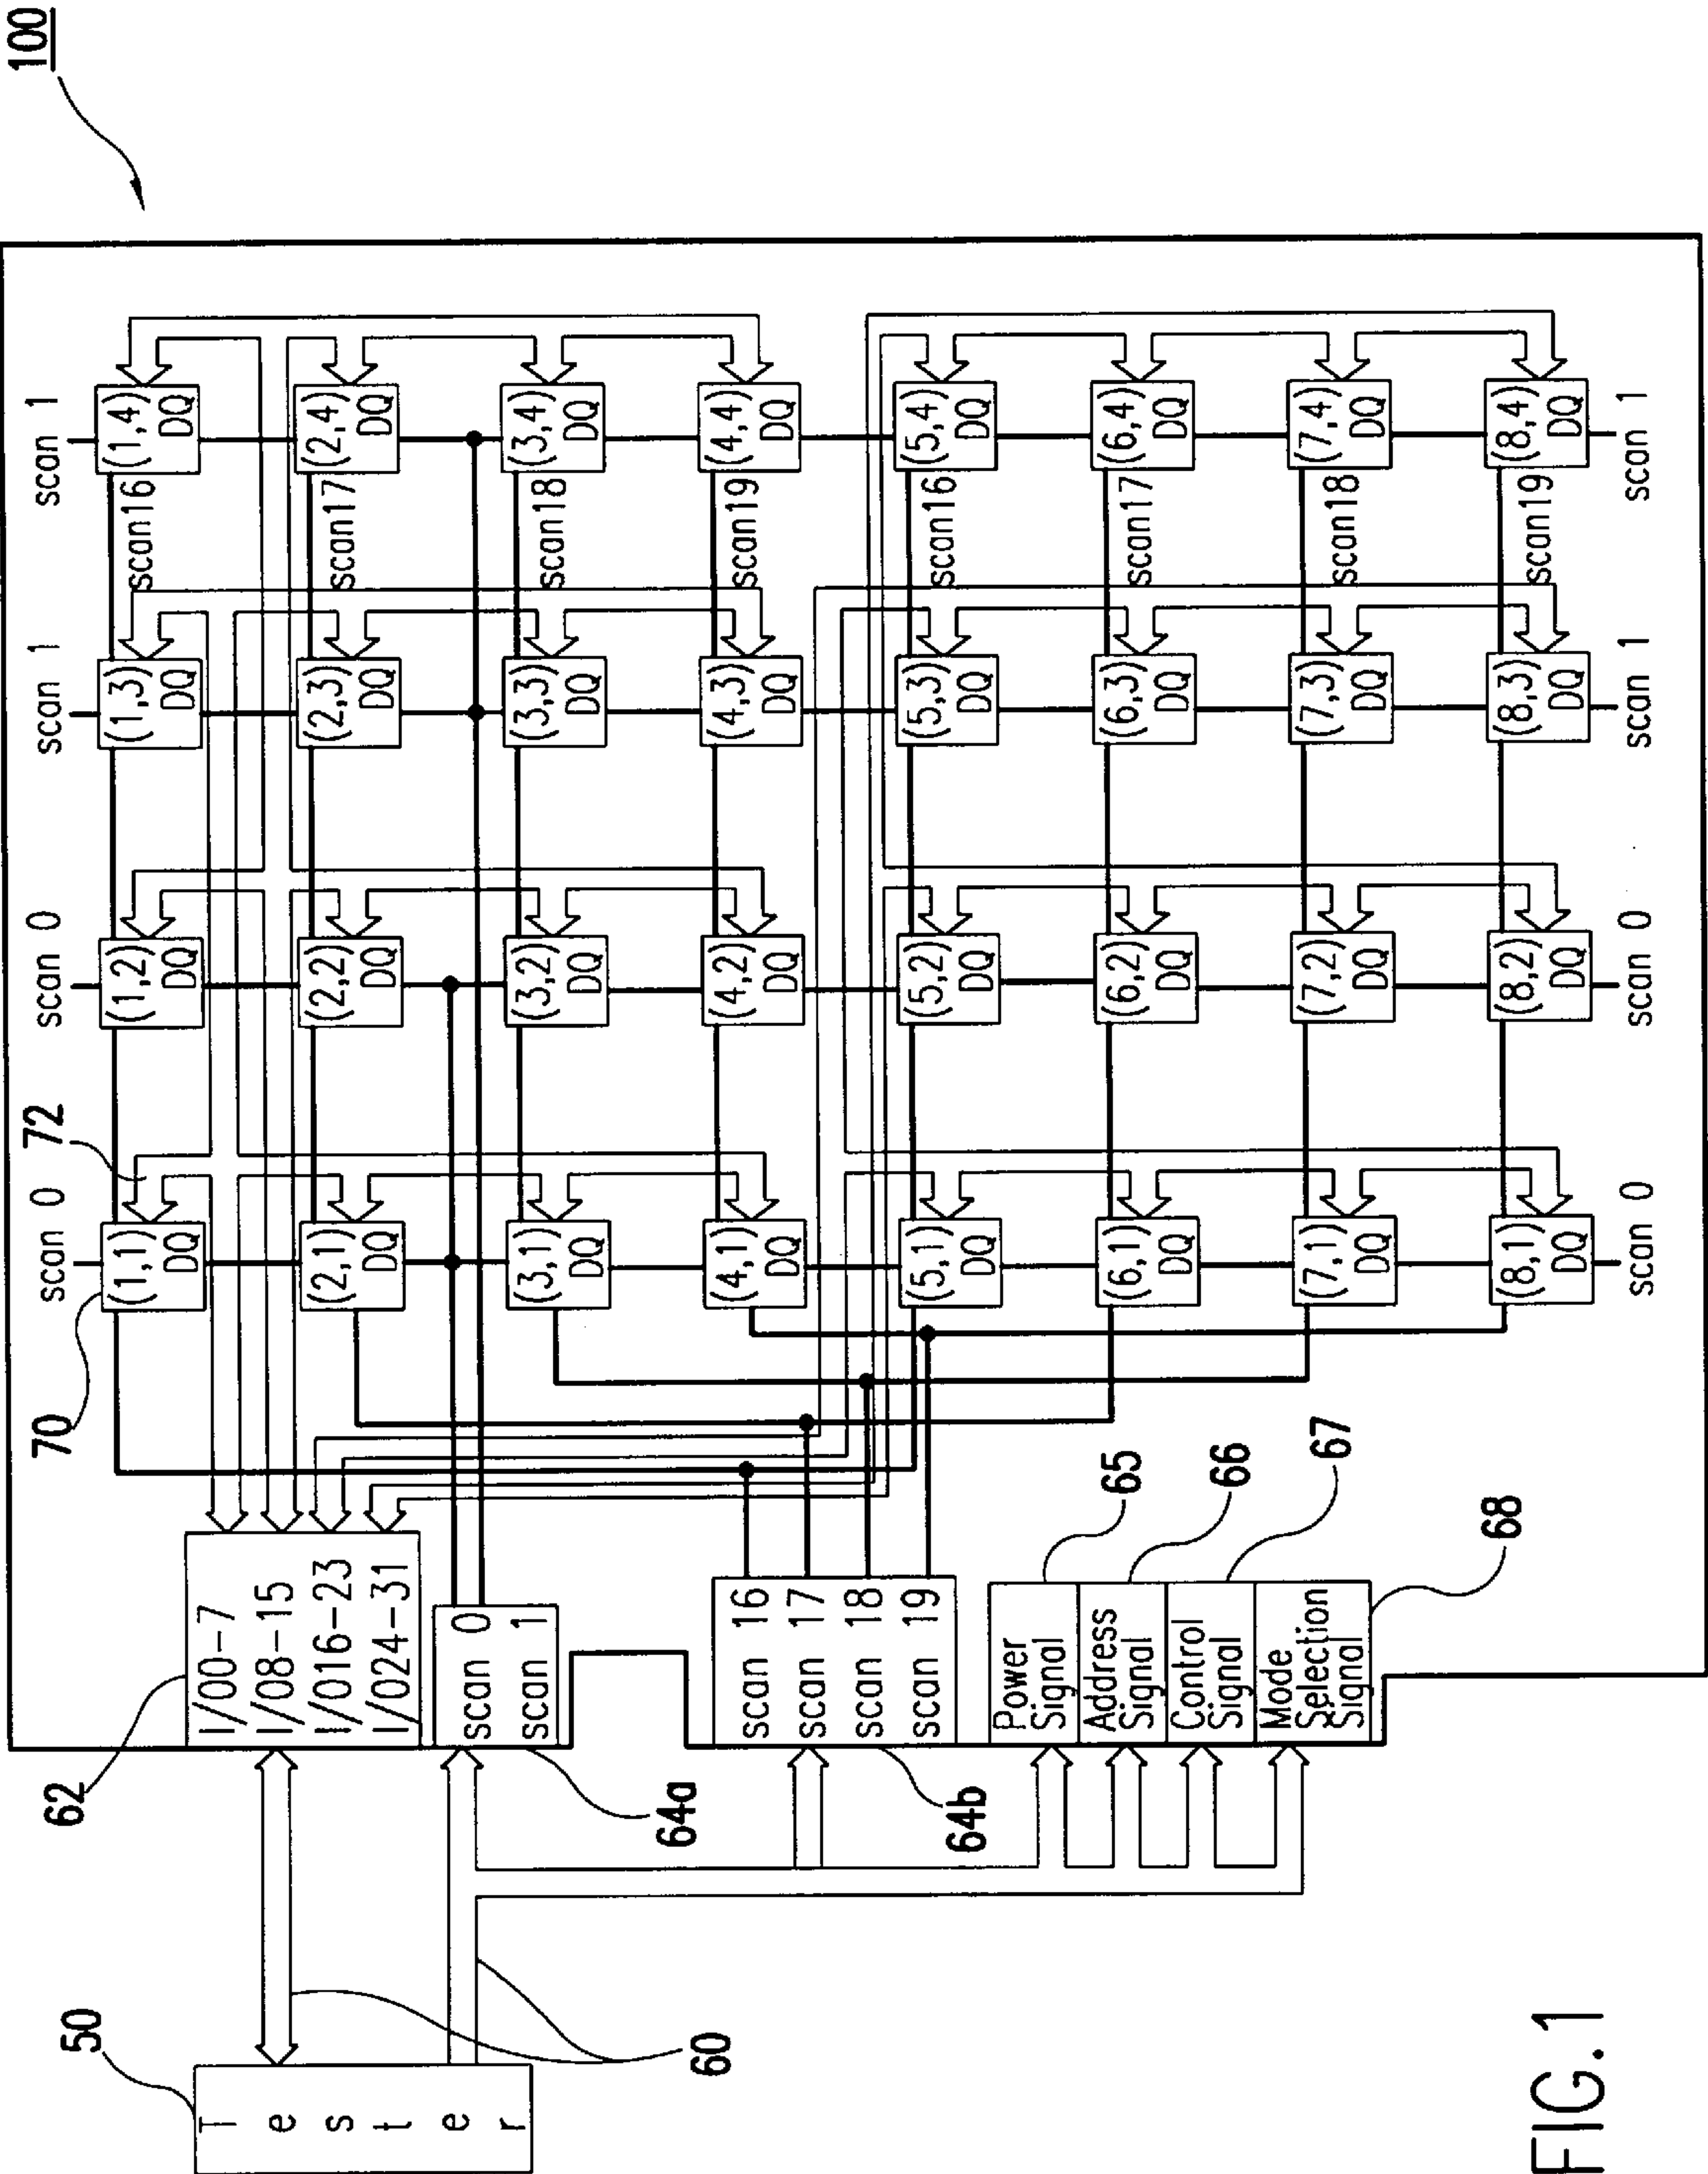 100
scan 0 scan 0 scan 1 scan 1
70
72
(1,1) DQ
(1,2) DQ
(1,3) DQ
(1,4) DQ
scan16
(2,1) DQ
(2,2) DQ
(2,3) DQ
(2,4) DQ
scan17
(3,1) DQ
(3,2) DQ
(3,3) DQ
(3,4) DQ
scan18
(4,1) DQ
(4,2) DQ
(4,3) DQ
(4,4) DQ
scan19
(5,1) DQ
(5,2) DQ
(5,3) DQ
(5,4) DQ
scan16
(6,1) DQ
(6,2) DQ
(6,3) DQ
(6,4) DQ
scan17
(7,1) DQ
(7,2) DQ
(7,3) DQ
(7,4) DQ
scan18
(8,1) DQ
(8,2) DQ
(8,3) DQ
(8,4) DQ
scan19
scan 0 scan 0 scan 1 scan 1
50
Tester
60
62
I/00-7
I/08-15
I/016-23
I/024-31
scan 0
scan 1
64a
scan 16
scan 17
scan 18
scan 19
64b
Power
Signal
65
Address
Signal
66
Control
Signal
67
Mode
Selection
Signal
68
FIG.1